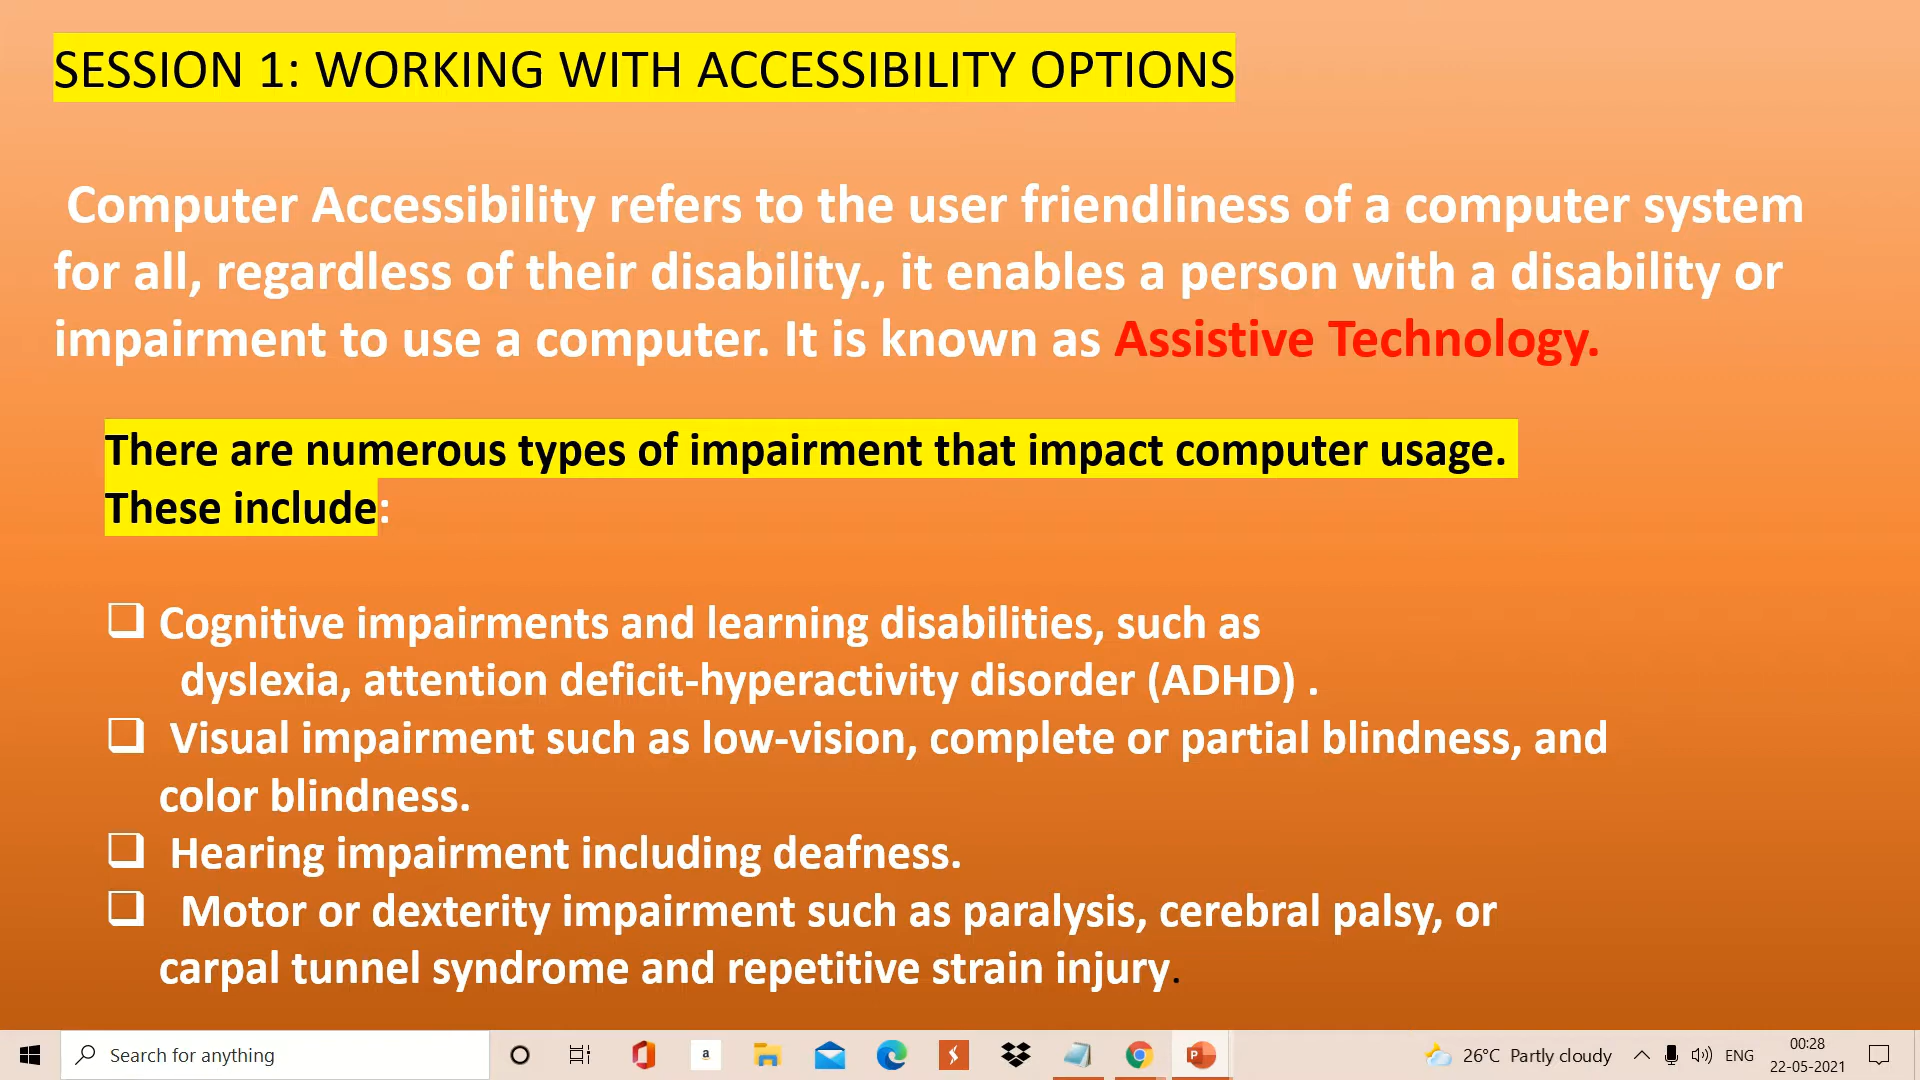 SESSION 1: WORKING WITH ACCESSIBILITY OPTIONS
Computer Accessibility refers to the user friendliness of a computer system
for all, regardless of their disability., it enables a person with a disability or
impairment to use a computer. It is known as Assistive Technology.
There are numerous types of impairment that impact computer usage.
These include:
Cognitive impairments and learning disabilities, such as
dyslexia, attention deficit-hyperactivity disorder (ADHD) .
Visual impairment such as low-vision, complete or partial blindness, and
color blindness.
Hearing impairment including deafness.
Motor or dexterity impairment such as paralysis, cerebral palsy, or
carpal tunnel syndrome and repetitive strain injury.
Search for anything
a
P
26°C Partly cloudy
ENG
00:28
22-05-2021